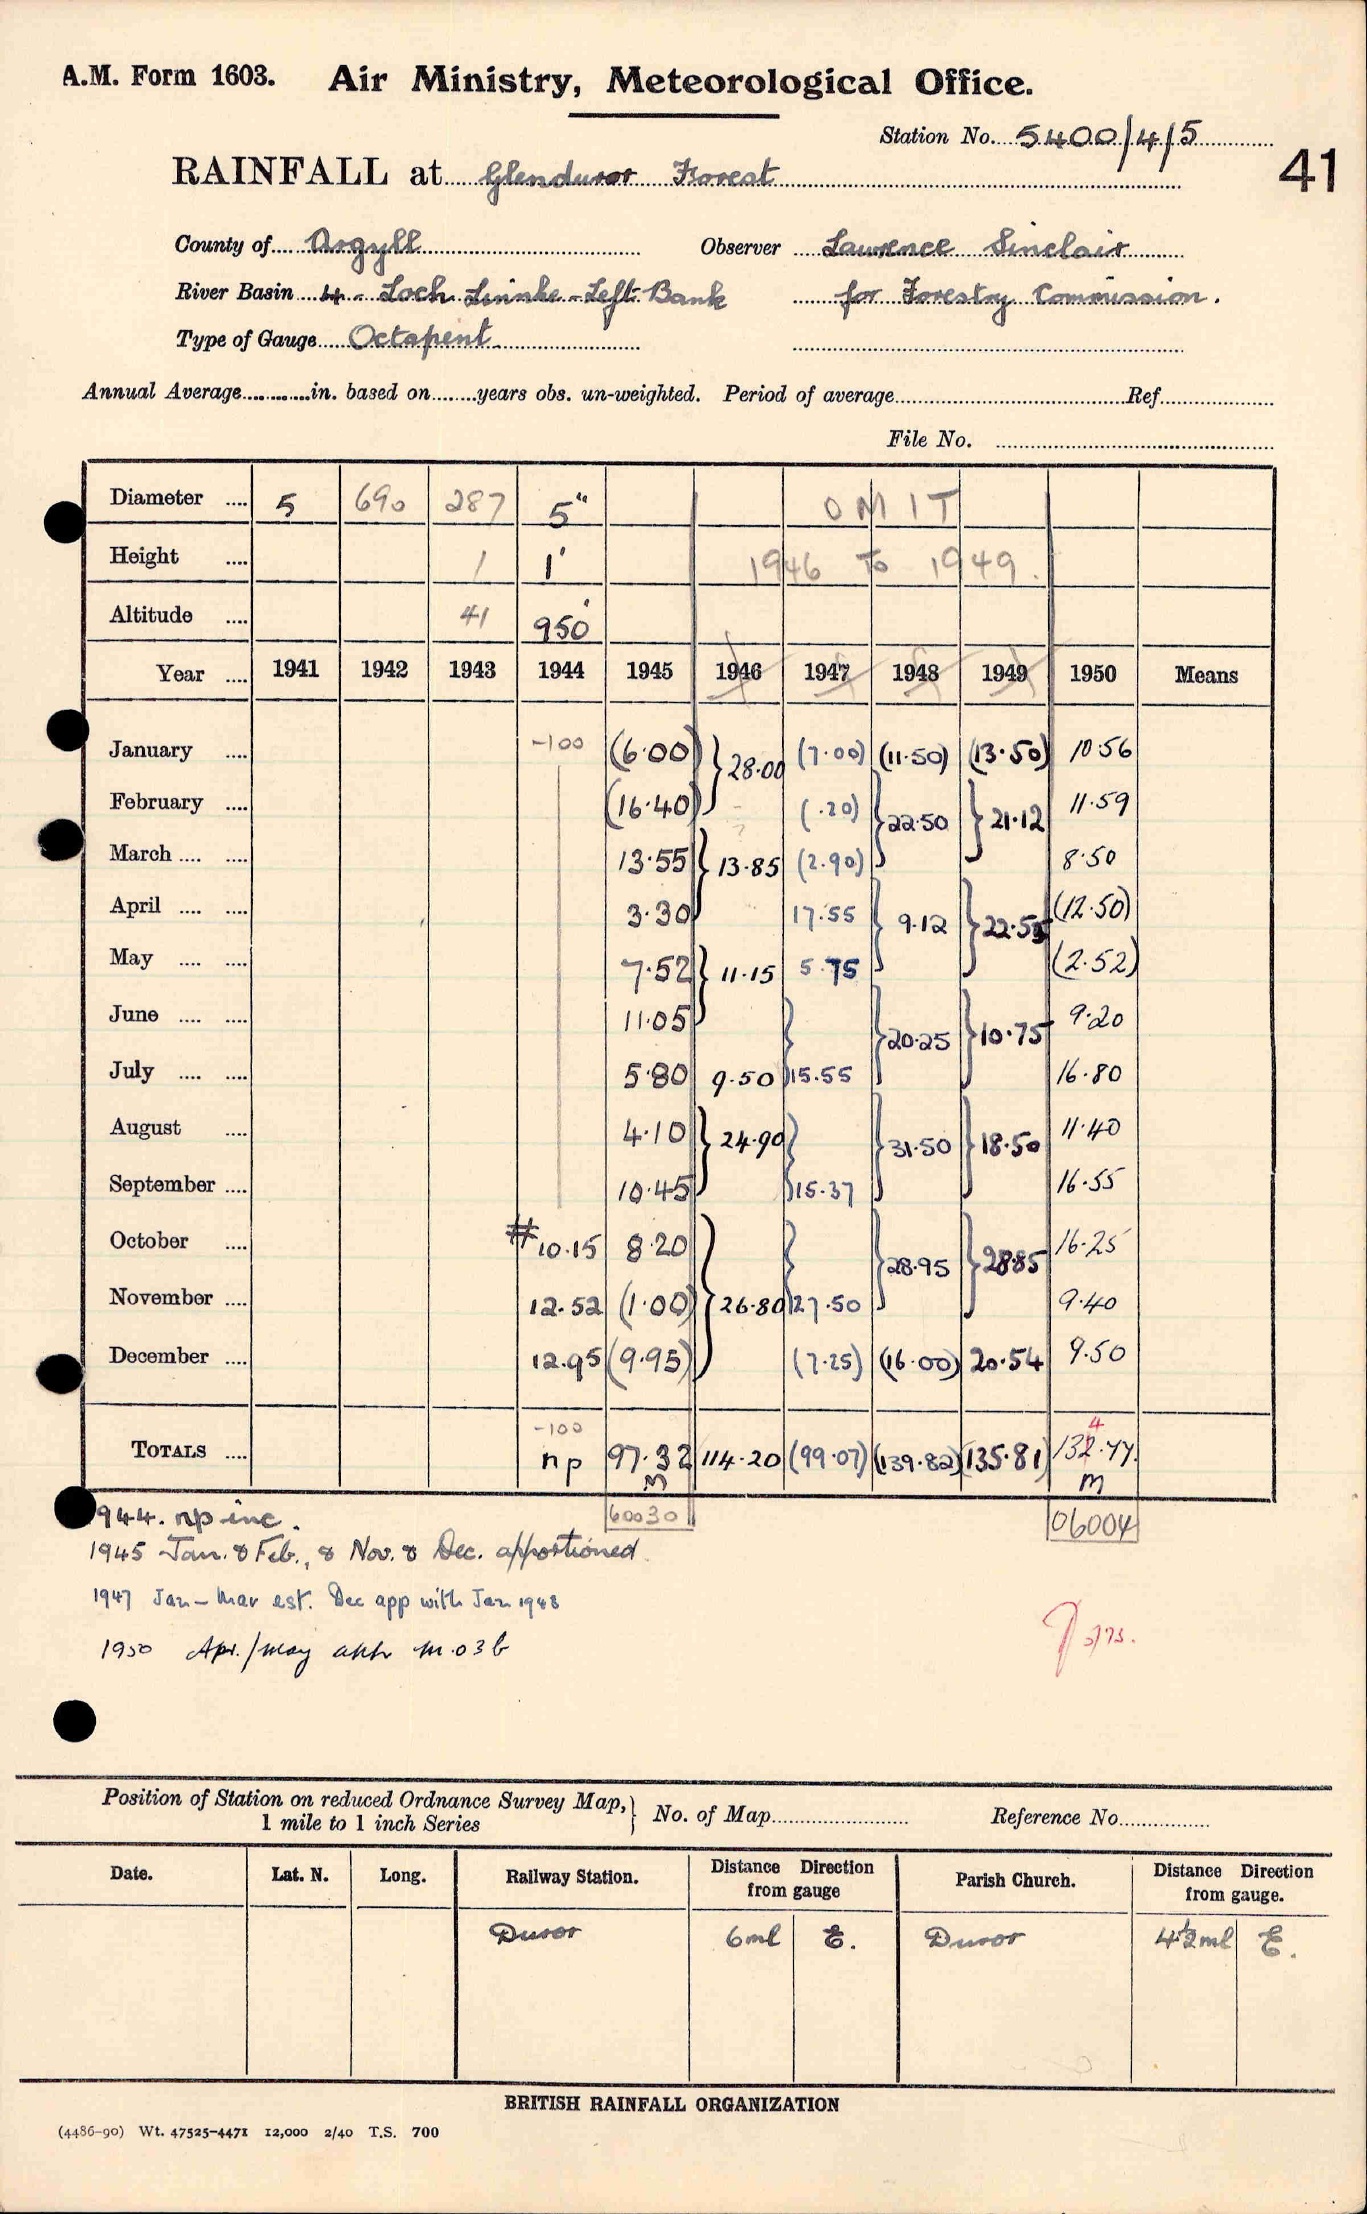 A.M. Form 1603. Air Ministry, Meteorological Office.
Station No. 5400/4/5
41
RAINFALL at Glenduror Forest
County of Argyll Observer Lawrence Sinclair
River Basin 4 - Loch Linnhe - Left Bank for Forestry Commission.
Type of Gauge Octapent
Annual Average in. based on years obs. un-weighted. Period of average Ref.
File No.
Diameter 5 690 287 5" OMIT
Height 1 1' 1946 To 1949.
Altitude 41 950'
Year 1941 1942 1943 1944 1945 1946 1947 1948 1949 1950 Means
January -100 (6.00) } 28.00 (7.00) (11.50) (13.50) 10.56
February (16.40) (.20) } 22.50 } 21.12 11.59
March 13.55 } 13.85 (2.90) 8.50
April 3.30 17.55 } 9.12 } 22.55 (12.50)
May 7.52 } 11.15 5.75 (2.52)
June 11.05 } } 20.25 } 10.75 9.20
July 5.80 9.50 15.55 16.80
August 4.10 } 24.90 } } 31.50 } 18.50 11.40
September 10.45 15.37 16.55
October # 10.15 8.20 } } } 28.95 } 28.85 16.25
November 12.52 (1.00) 26.80 27.50 9.40
December 12.95 (9.95) (7.25) (16.00) 20.54 9.50
-100 4
TOTALS np 97.32 114.20 (99.07) (139.82) (135.81) 132.77.
m m
60030 06004
1944. np inc.
1945 Jan. & Feb., & Nov. & Dec. apportioned
1947 Jan - Mar est. Dec app with Jan 1948
1950 Apr./May app m.03b
5/75.
Position of Station on reduced Ordnance Survey Map, } No. of Map Reference No.
1 mile to 1 inch Series
Date. Lat. N. Long. Railway Station. Distance Direction from gauge Parish Church. Distance Direction from gauge.
Duror 6 ml E. Duror 4½ ml E.
BRITISH RAINFALL ORGANIZATION
(4486-90) Wt. 47525-4471 12,000 2/40 T.S. 700